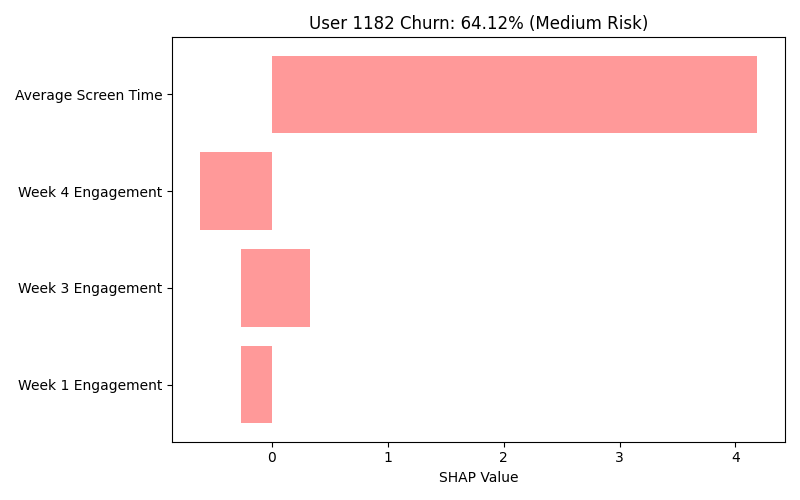 User 1182 Churn: 64.12% (Medium Risk)
Average Screen Time
Week 4 Engagement
Week 3 Engagement
Week 1 Engagement
0 1 2 3 4
SHAP Value